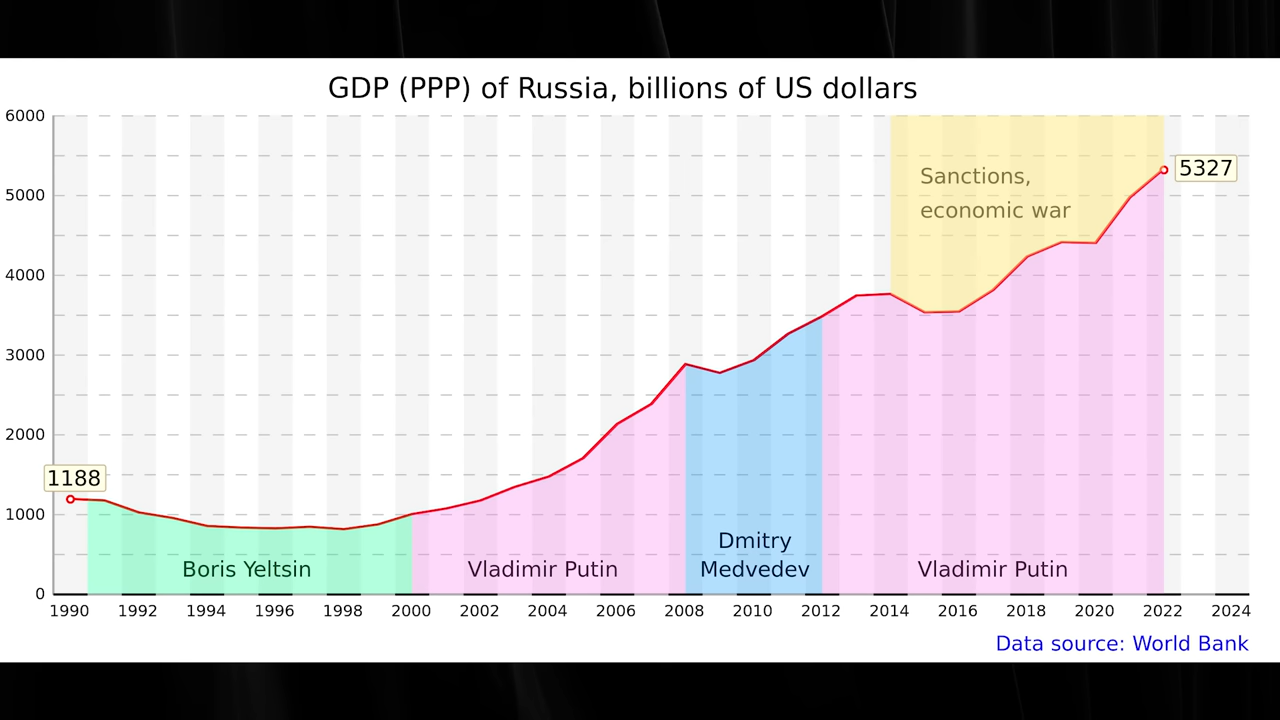 GDP (PPP) of Russia, billions of US dollars
6000
5000
4000
3000
2000
1000
0
5327
1188
Sanctions,
economic war
Boris Yeltsin
Vladimir Putin
Dmitry
Medvedev
Vladimir Putin
1990 1992 1994 1996 1998 2000 2002 2004 2006 2008 2010 2012 2014 2016 2018 2020 2022 2024
Data source: World Bank